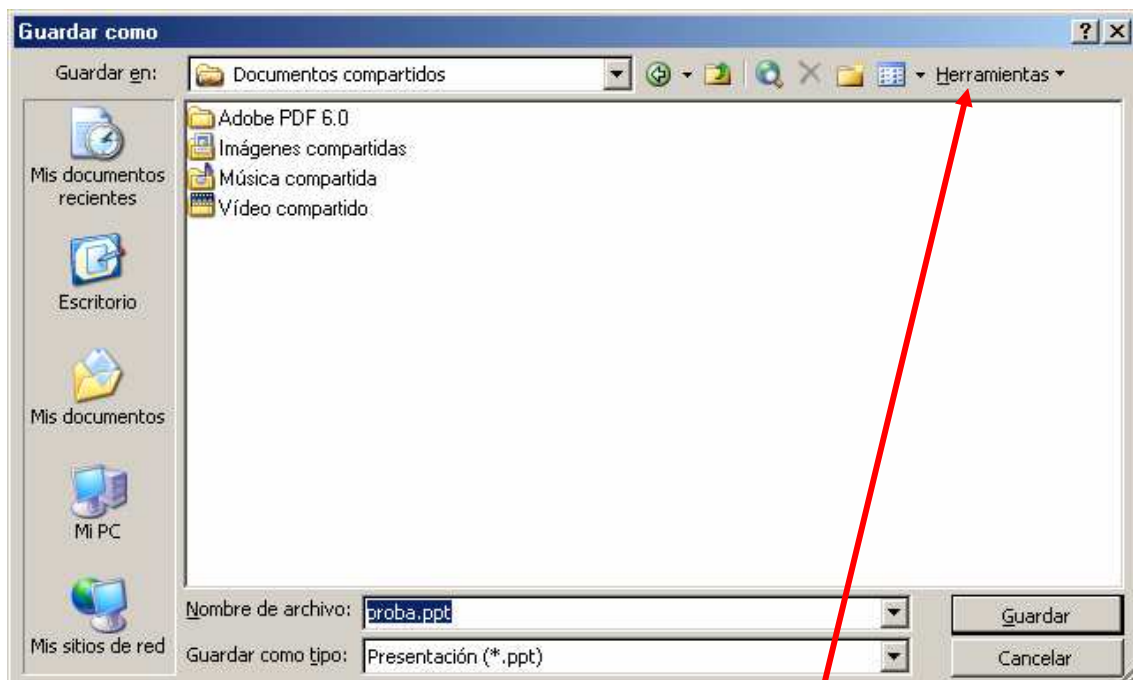 Guardar como
Guardar en: Documentos compartidos Herramientas
Adobe PDF 6.0
Imágenes compartidas
Música compartida
Vídeo compartido
Mis documentos
recientes
Escritorio
Mis documentos
Mi PC
Mis sitios de red
Nombre de archivo: proba.ppt Guardar
Guardar como tipo: Presentación (*.ppt) Cancelar